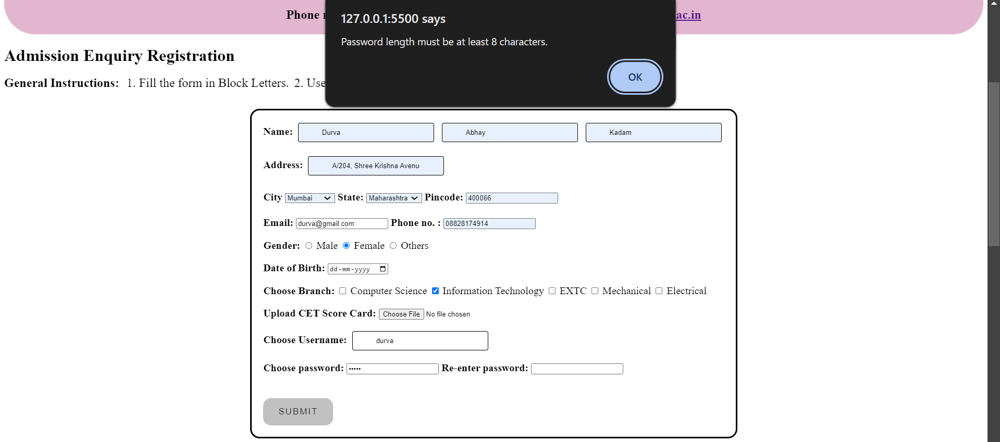 Phone
ac.in
127.0.0.1:5500 says
Password length must be at least 8 characters.
OK
Admission Enquiry Registration
General Instructions: 1. Fill the form in Block Letters. 2. Use
Name: Durva Abhay Kadam
Address: A/204, Shree Krishna Avenu
City Mumbai State: Maharashtra Pincode: 400066
Email: durva@gmail.com Phone no. : 08828174914
Gender: Male Female Others
Date of Birth: dd-mm-yyyy
Choose Branch: Computer Science Information Technology EXTC Mechanical Electrical
Upload CET Score Card: Choose File No file chosen
Choose Username: durva
Choose password: ••••• Re-enter password:
SUBMIT